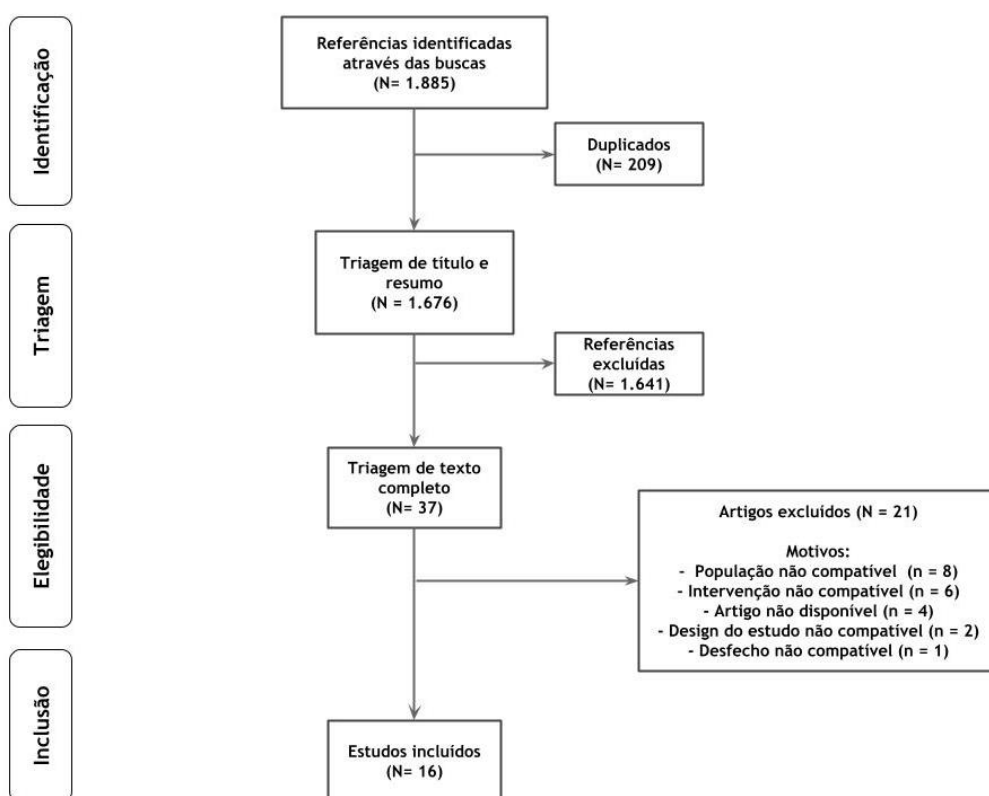 Identificação
Referências identificadas
através das buscas
(N= 1.885)
Duplicados
(N= 209)
Triagem
Triagem de título e
resumo
(N = 1.676)
Referências
excluídas
(N= 1.641)
Elegibilidade
Triagem de texto
completo
(N= 37)
Artigos excluídos (N = 21)
Motivos:
- População não compatível (n = 8)
- Intervenção não compatível (n = 6)
- Artigo não disponível (n = 4)
- Design do estudo não compatível (n = 2)
- Desfecho não compatível (n = 1)
Inclusão
Estudos incluídos
(N= 16)